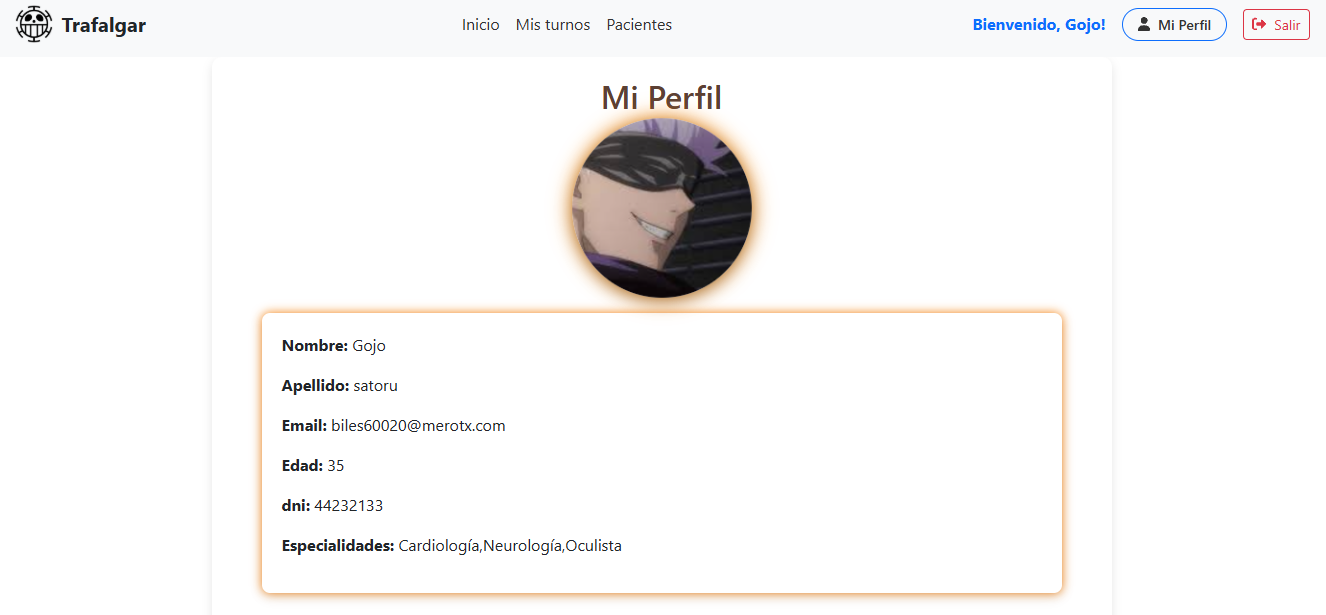 Trafalgar
Inicio Mis turnos Pacientes
Bienvenido, Gojo! Mi Perfil Salir
Mi Perfil
Nombre: Gojo
Apellido: satoru
Email: biles60020@merotx.com
Edad: 35
dni: 44232133
Especialidades: Cardiología,Neurología,Oculista